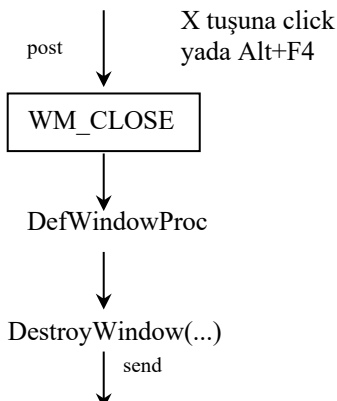 X tuşuna click
post
yada Alt+F4
WM_CLOSE
DefWindowProc
DestroyWindow(...)
send